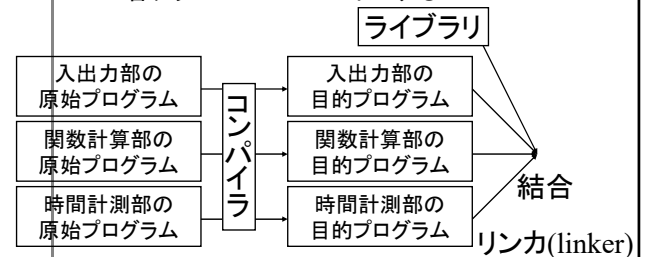 ライブラリ
入出力部の
原始プログラム
関数計算部の
原始プログラム
時間計測部の
原始プログラム
コンパイラ
入出力部の
目的プログラム
関数計算部の
目的プログラム
時間計測部の
目的プログラム
結合
リンカ(linker)